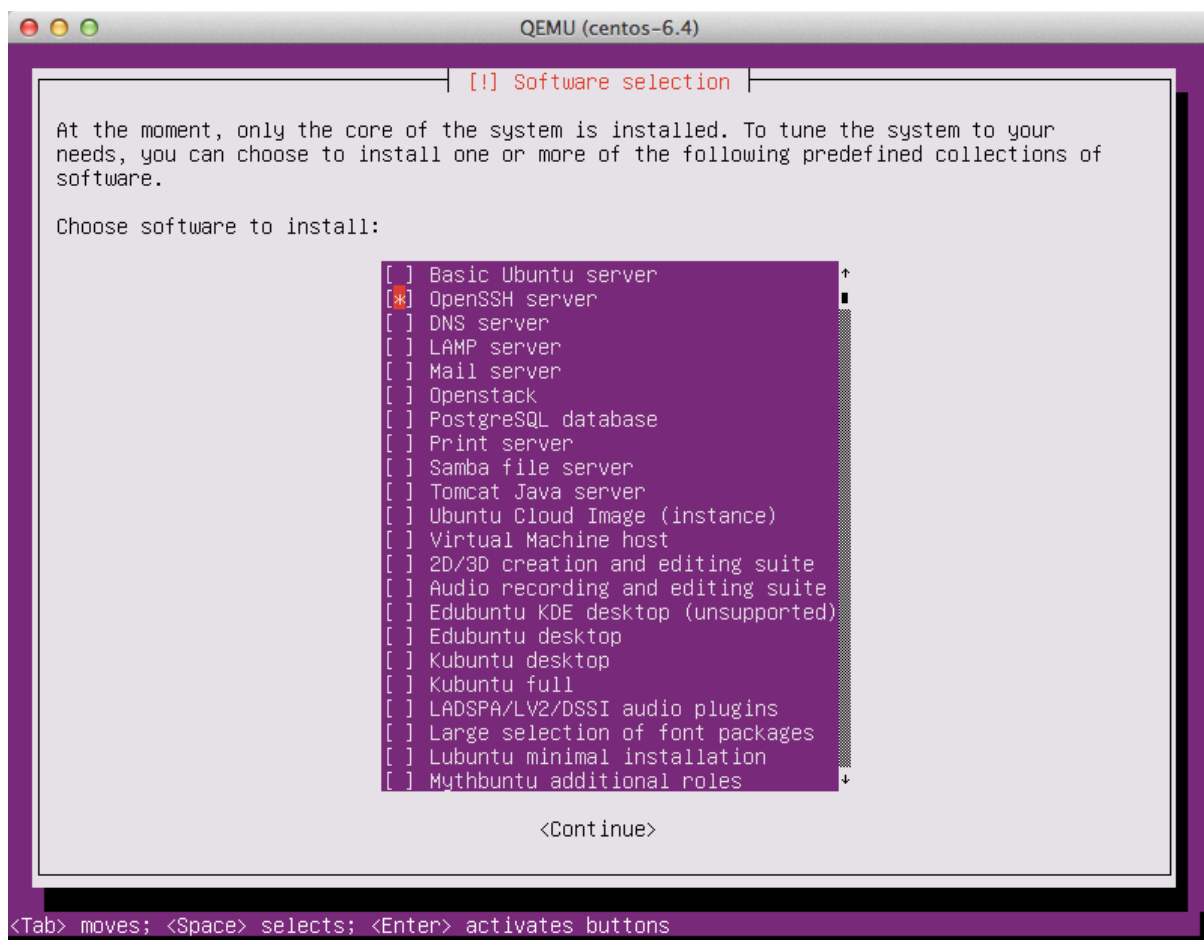 QEMU (centos-6.4)
[!] Software selection
At the moment, only the core of the system is installed. To tune the system to your
needs, you can choose to install one or more of the following predefined collections of
software.
Choose software to install:
[ ] Basic Ubuntu server
[*] OpenSSH server
[ ] DNS server
[ ] LAMP server
[ ] Mail server
[ ] Openstack
[ ] PostgreSQL database
[ ] Print server
[ ] Samba file server
[ ] Tomcat Java server
[ ] Ubuntu Cloud Image (instance)
[ ] Virtual Machine host
[ ] 2D/3D creation and editing suite
[ ] Audio recording and editing suite
[ ] Edubuntu KDE desktop (unsupported)
[ ] Edubuntu desktop
[ ] Kubuntu desktop
[ ] Kubuntu full
[ ] LADSPA/LV2/DSSI audio plugins
[ ] Large selection of font packages
[ ] Lubuntu minimal installation
[ ] Mythbuntu additional roles
<Continue>
<Tab> moves; <Space> selects; <Enter> activates buttons